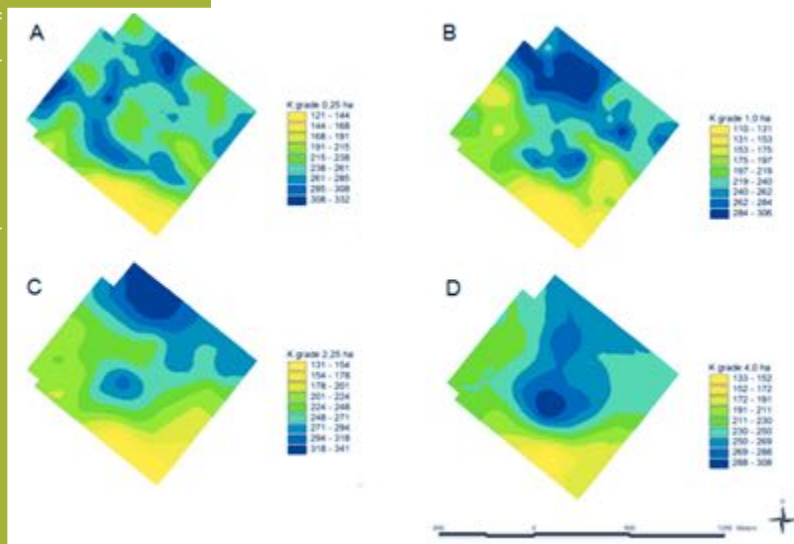 A
K grade 0,25 ha
121 - 144
144 - 168
168 - 191
191 - 215
215 - 238
238 - 261
261 - 285
285 - 308
308 - 332
B
K grade 1,0 ha
110 - 131
131 - 153
153 - 175
175 - 197
197 - 219
219 - 240
240 - 262
262 - 284
284 - 306
C
K grade 2,25 ha
131 - 154
154 - 178
178 - 201
201 - 224
224 - 248
248 - 271
271 - 294
294 - 318
318 - 341
D
K grade 4,0 ha
133 - 152
152 - 172
172 - 191
191 - 211
211 - 230
230 - 250
250 - 269
269 - 288
288 - 308
0
Meters